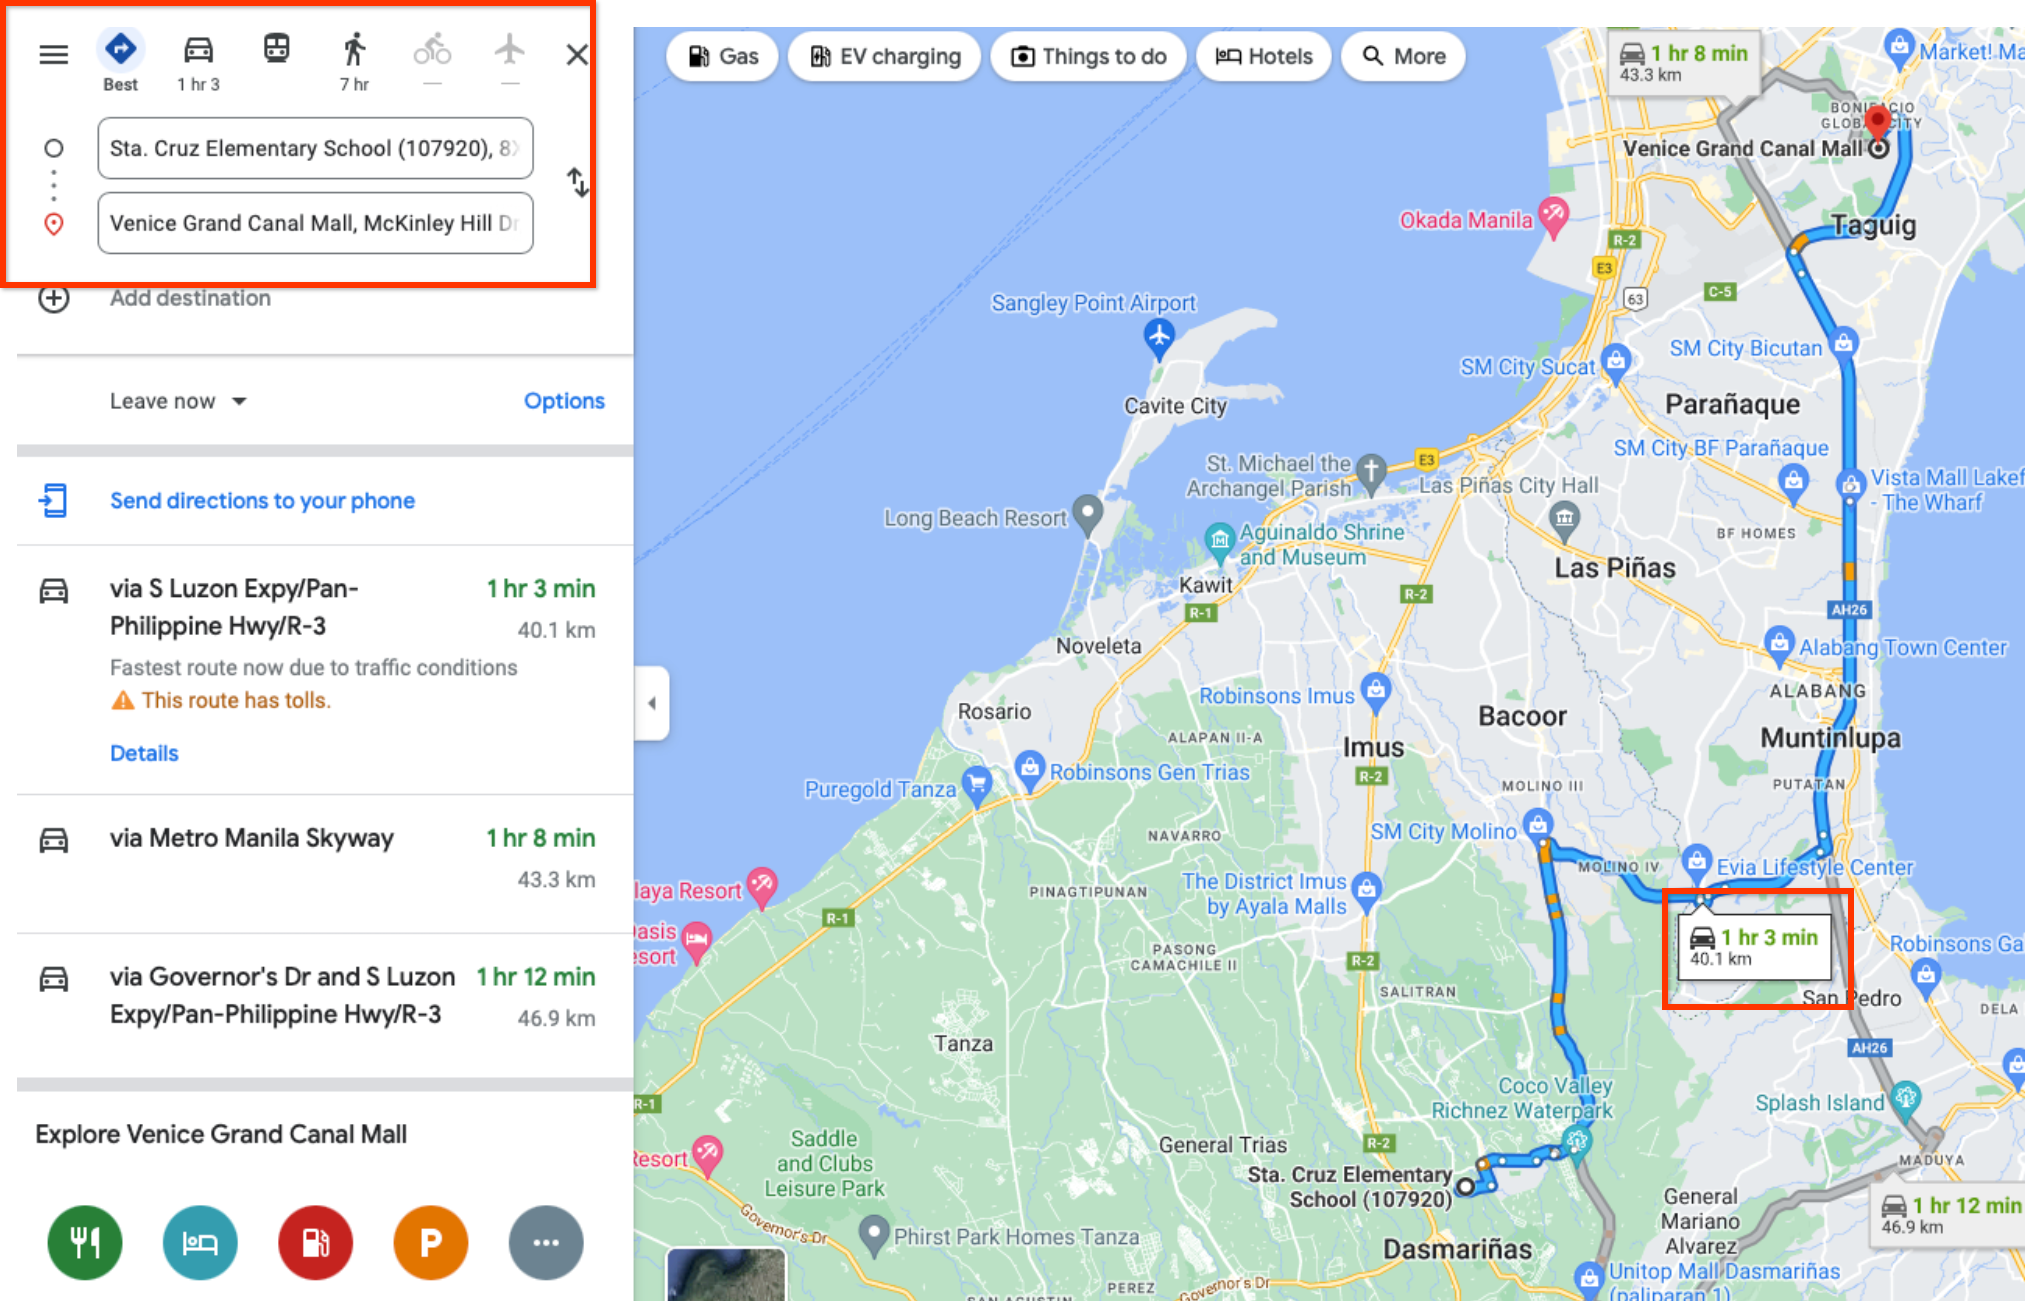 Best
1 hr 3
7 hr
—
—
Sta. Cruz Elementary School (107920), 8
Venice Grand Canal Mall, McKinley Hill Dr
Add destination
Leave now
Options
Send directions to your phone
via S Luzon Expy/Pan-
Philippine Hwy/R-3
1 hr 3 min
40.1 km
Fastest route now due to traffic conditions
This route has tolls.
Details
via Metro Manila Skyway
1 hr 8 min
43.3 km
via Governor's Dr and S Luzon
Expy/Pan-Philippine Hwy/R-3
1 hr 12 min
46.9 km
Explore Venice Grand Canal Mall
P
Gas
EV charging
Things to do
Hotels
More
1 hr 8 min
43.3 km
Market! Ma
BONIFACIO
GLOBAL CITY
Venice Grand Canal Mall
Okada Manila
R-2
Taguig
E3
63
C-5
Sangley Point Airport
SM City Bicutan
SM City Sucat
Cavite City
Parañaque
SM City BF Parañaque
E3
St. Michael the
Archangel Parish
Las Piñas City Hall
Vista Mall Lakef
- The Wharf
Long Beach Resort
BF HOMES
Aguinaldo Shrine
and Museum
Las Piñas
Kawit
R-2
R-1
AH26
Noveleta
Alabang Town Center
ALABANG
Robinsons Imus
Rosario
Bacoor
ALAPAN II-A
Imus
Muntinlupa
R-2
Robinsons Gen Trias
Puregold Tanza
MOLINO III
PUTATAN
SM City Molino
NAVARRO
MOLINO IV
Evia Lifestyle Center
PINAGTIPUNAN
The District Imus
by Ayala Malls
laya Resort
R-1
1 hr 3 min
40.1 km
Oasis
esort
PASONG
CAMACHILE II
R-2
Robinsons Ga
SALITRAN
San Pedro
DELA
Tanza
AH26
Coco Valley
Richnez Waterpark
R-1
Splash Island
Saddle
and Clubs
Leisure Park
General Trias
R-2
Resort
Sta. Cruz Elementary
School (107920)
MADUYA
General
Mariano
Alvarez
1 hr 12 min
46.9 km
Governor's Dr
Phirst Park Homes Tanza
Dasmariñas
Unitop Mall Dasmariñas
(paliparan 1)
PEREZ
Governor's Dr
SAN AGUSTIN